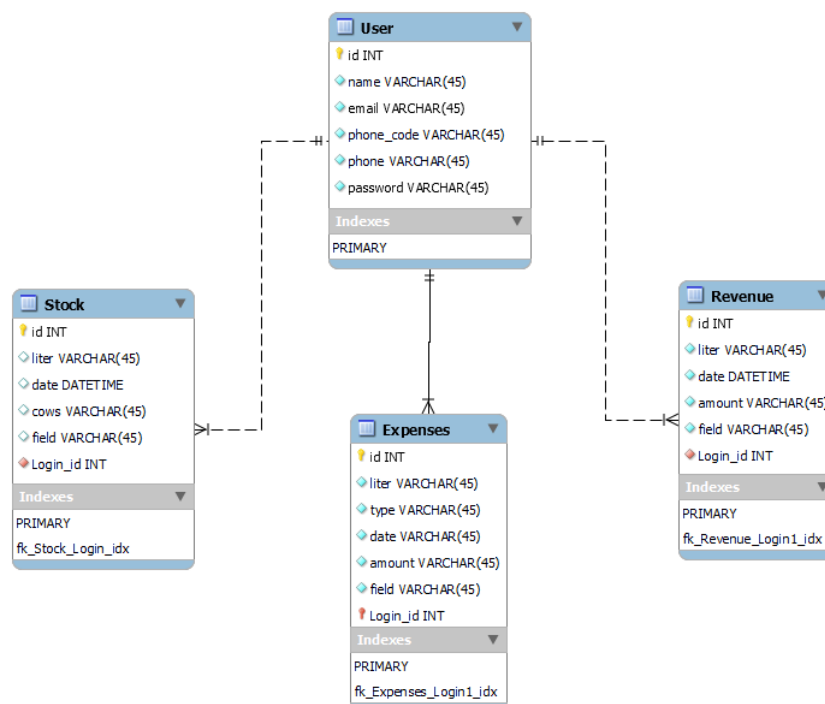 User
id INT
name VARCHAR(45)
email VARCHAR(45)
phone_code VARCHAR(45)
phone VARCHAR(45)
password VARCHAR(45)
Indexes
PRIMARY
Stock
id INT
liter VARCHAR(45)
date DATETIME
cows VARCHAR(45)
field VARCHAR(45)
Login_id INT
Indexes
PRIMARY
fk_Stock_Login_idx
Expenses
id INT
liter VARCHAR(45)
type VARCHAR(45)
date VARCHAR(45)
amount VARCHAR(45)
field VARCHAR(45)
Login_id INT
Indexes
PRIMARY
fk_Expenses_Login1_idx
Revenue
id INT
liter VARCHAR(45)
date DATETIME
amount VARCHAR(45)
field VARCHAR(45)
Login_id INT
Indexes
PRIMARY
fk_Revenue_Login1_idx